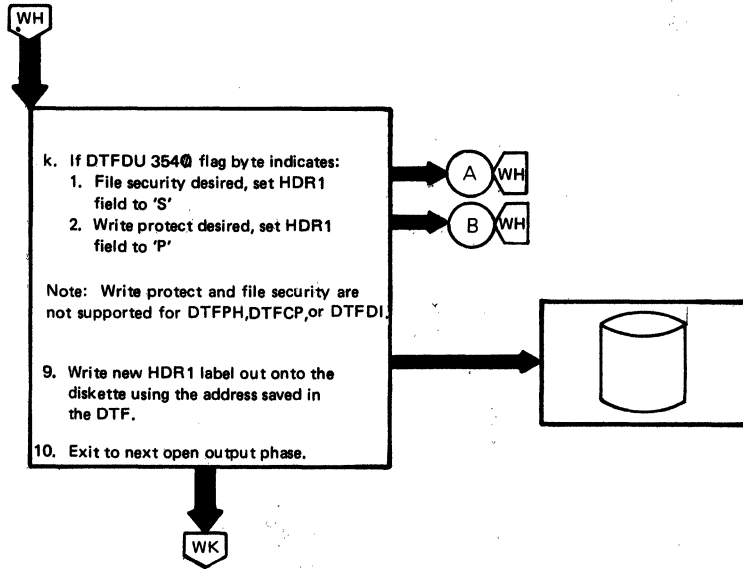 WH
k. If DTFDU 3540 flag byte indicates:
1. File security desired, set HDR1
field to 'S'
2. Write protect desired, set HDR1
field to 'P'
A WH
B WH
Note: Write protect and file security are
not supported for DTFPH,DTFCP,or DTFDI.
9. Write new HDR1 label out onto the
diskette using the address saved in
the DTF.
10. Exit to next open output phase.
WK